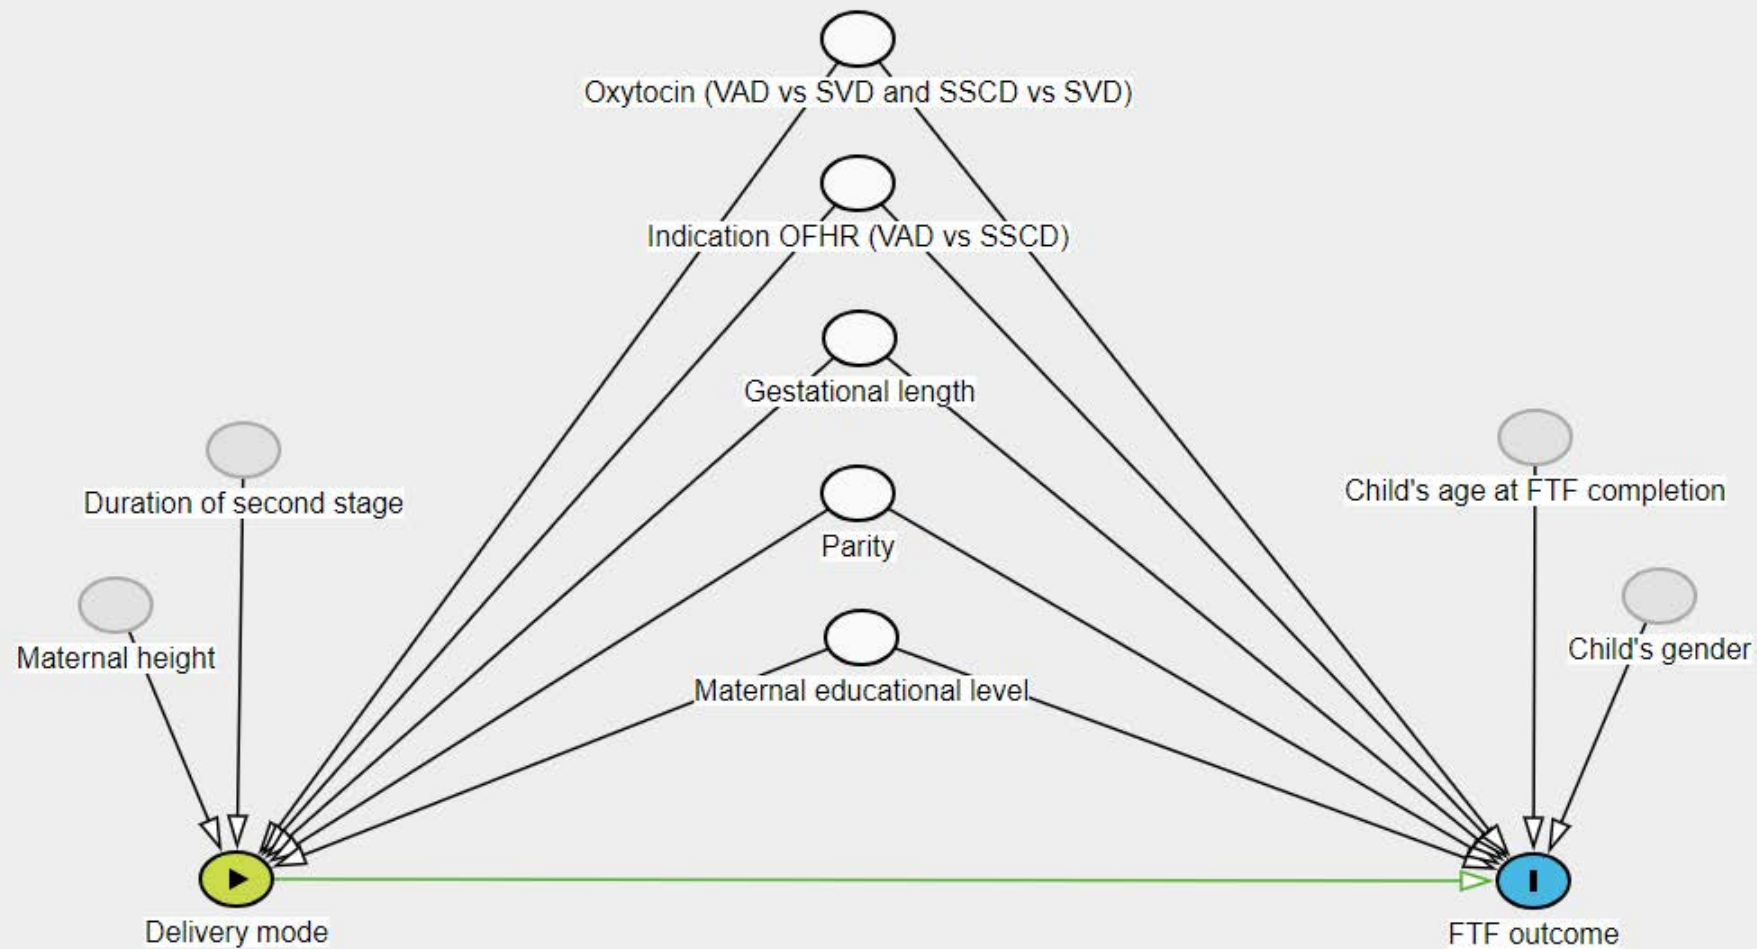 Oxytocin (VAD vs SVD and SSCD vs SVD)
Indication OFHR (VAD vs SSCD)
Gestational length
Duration of second stage
Child's age at FTF completion
Parity
Maternal height
Child's gender
Maternal educational level
Delivery mode
FTF outcome